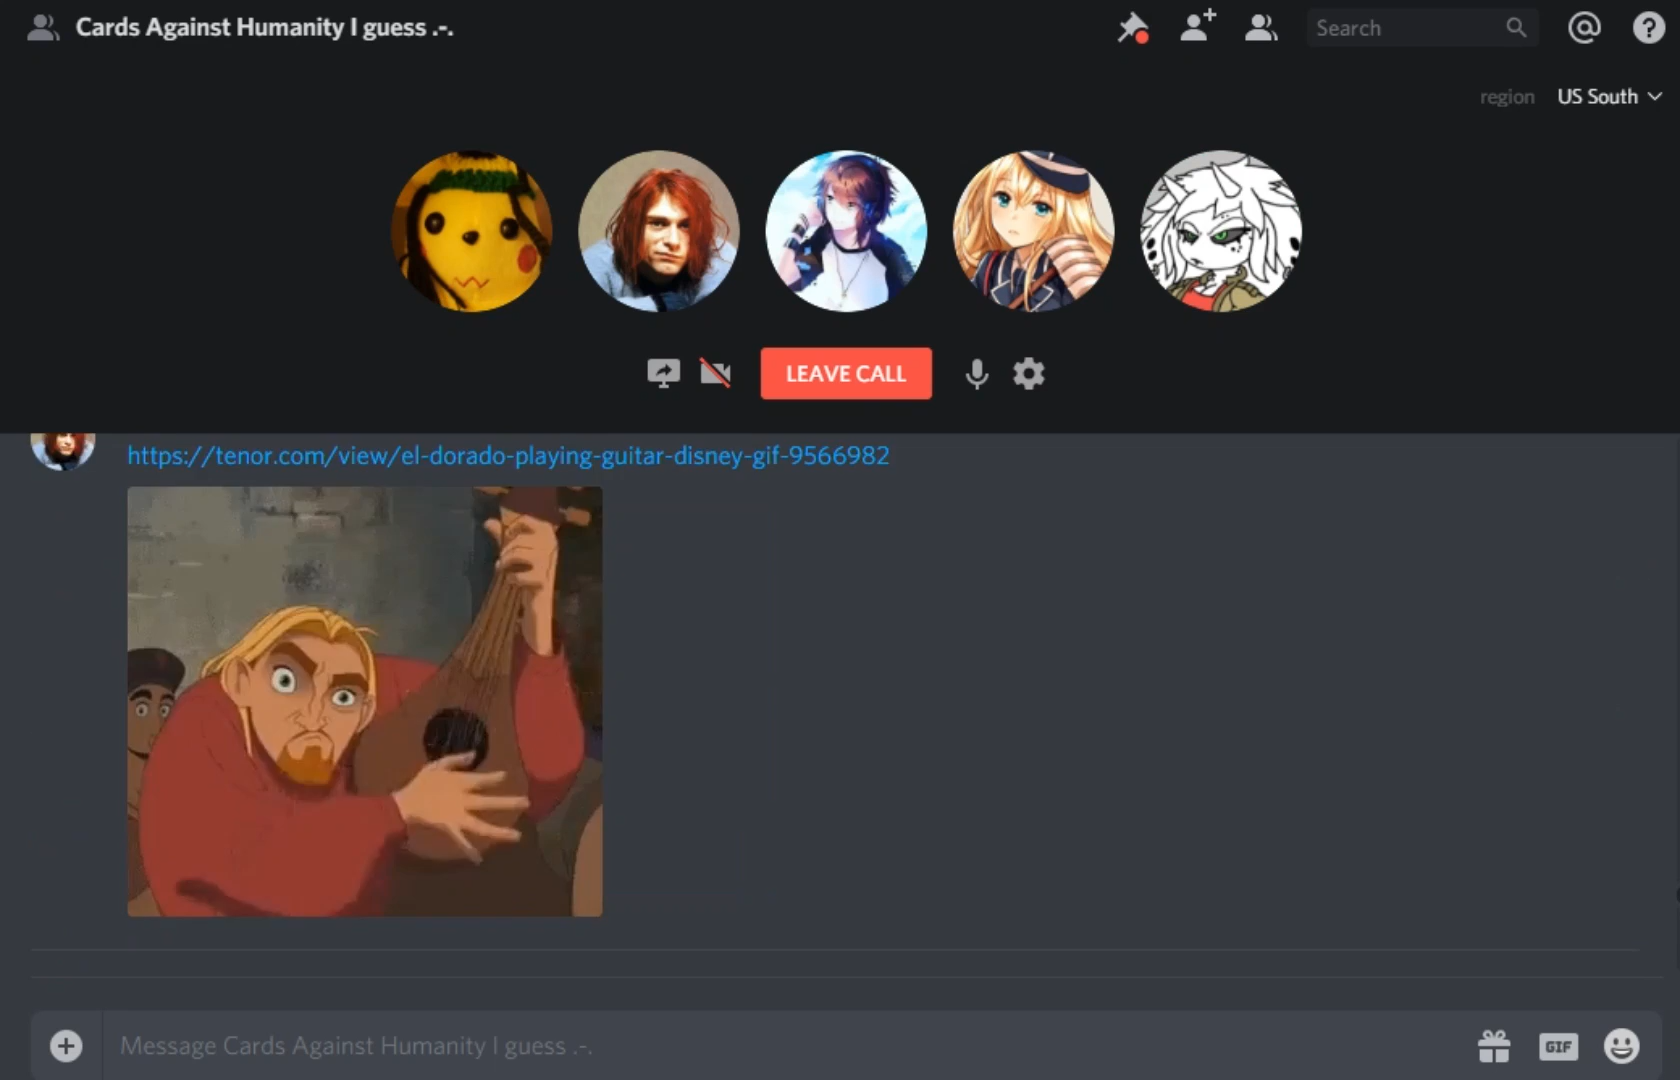 Cards Against Humanity I guess .-.
Search
region US South
LEAVE CALL
https://tenor.com/view/el-dorado-playing-guitar-disney-gif-9566982
Message Cards Against Humanity I guess .-.
GIF